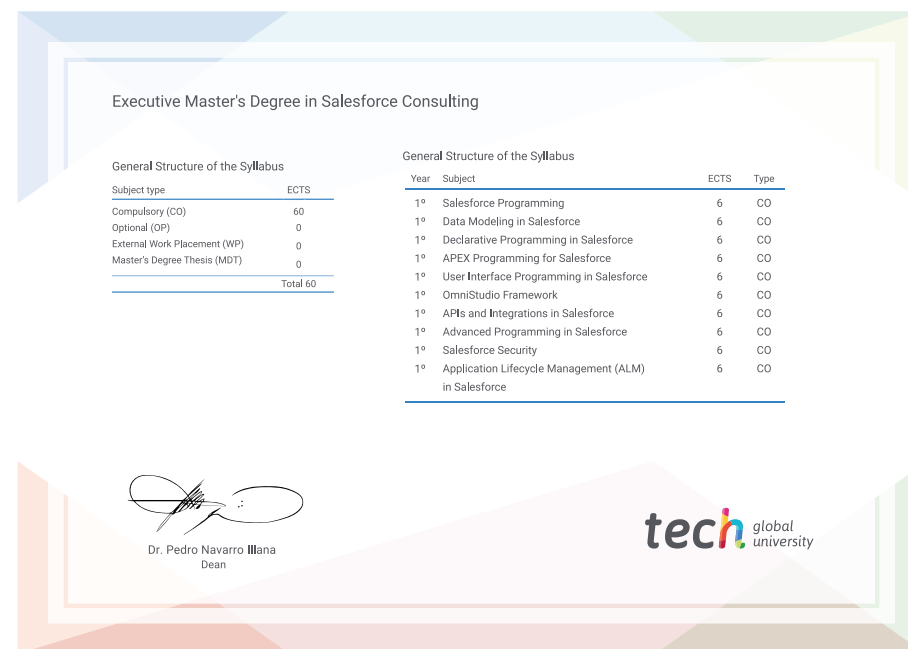 Executive Master's Degree in Salesforce Consulting
General Structure of the Syllabus
Subject type ECTS
Compulsory (CO) 60
Optional (OP) 0
External Work Placement (WP) 0
Master's Degree Thesis (MDT) 0
Total 60
General Structure of the Syllabus
Year Subject ECTS Type
1º Salesforce Programming 6 CO
1º Data Modeling in Salesforce 6 CO
1º Declarative Programming in Salesforce 6 CO
1º APEX Programming for Salesforce 6 CO
1º User Interface Programming in Salesforce 6 CO
1º OmniStudio Framework 6 CO
1º APIs and Integrations in Salesforce 6 CO
1º Advanced Programming in Salesforce 6 CO
1º Salesforce Security 6 CO
1º Application Lifecycle Management (ALM) 6 CO
in Salesforce
Dr. Pedro Navarro Illana
Dean
tech global
university